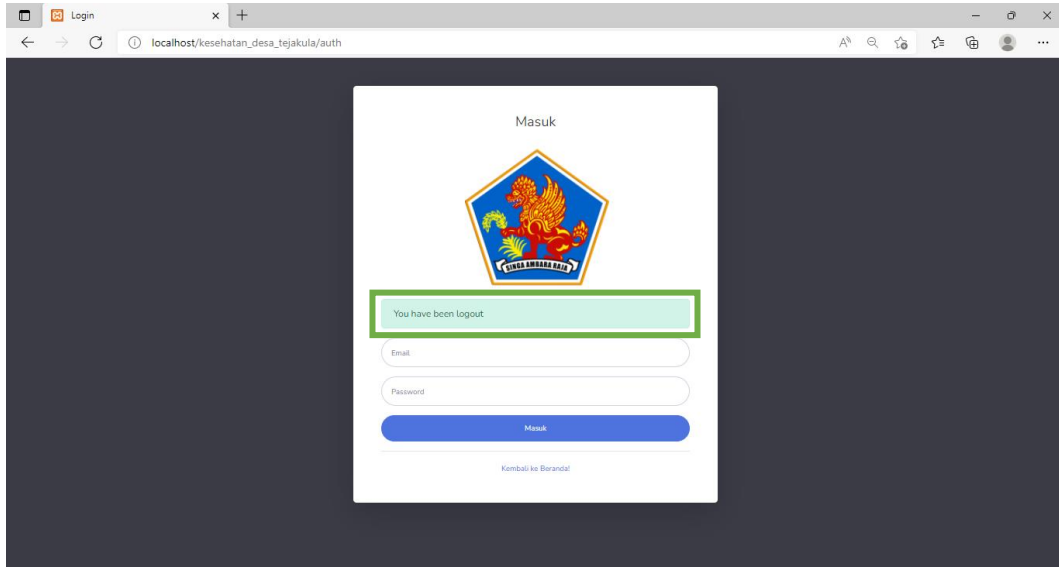 Login
localhost/kesehatan_desa_tejakula/auth
Masuk
SINGA AMBARA RAJA
You have been logout
Email
Password
Masuk
Kembali ke Beranda!